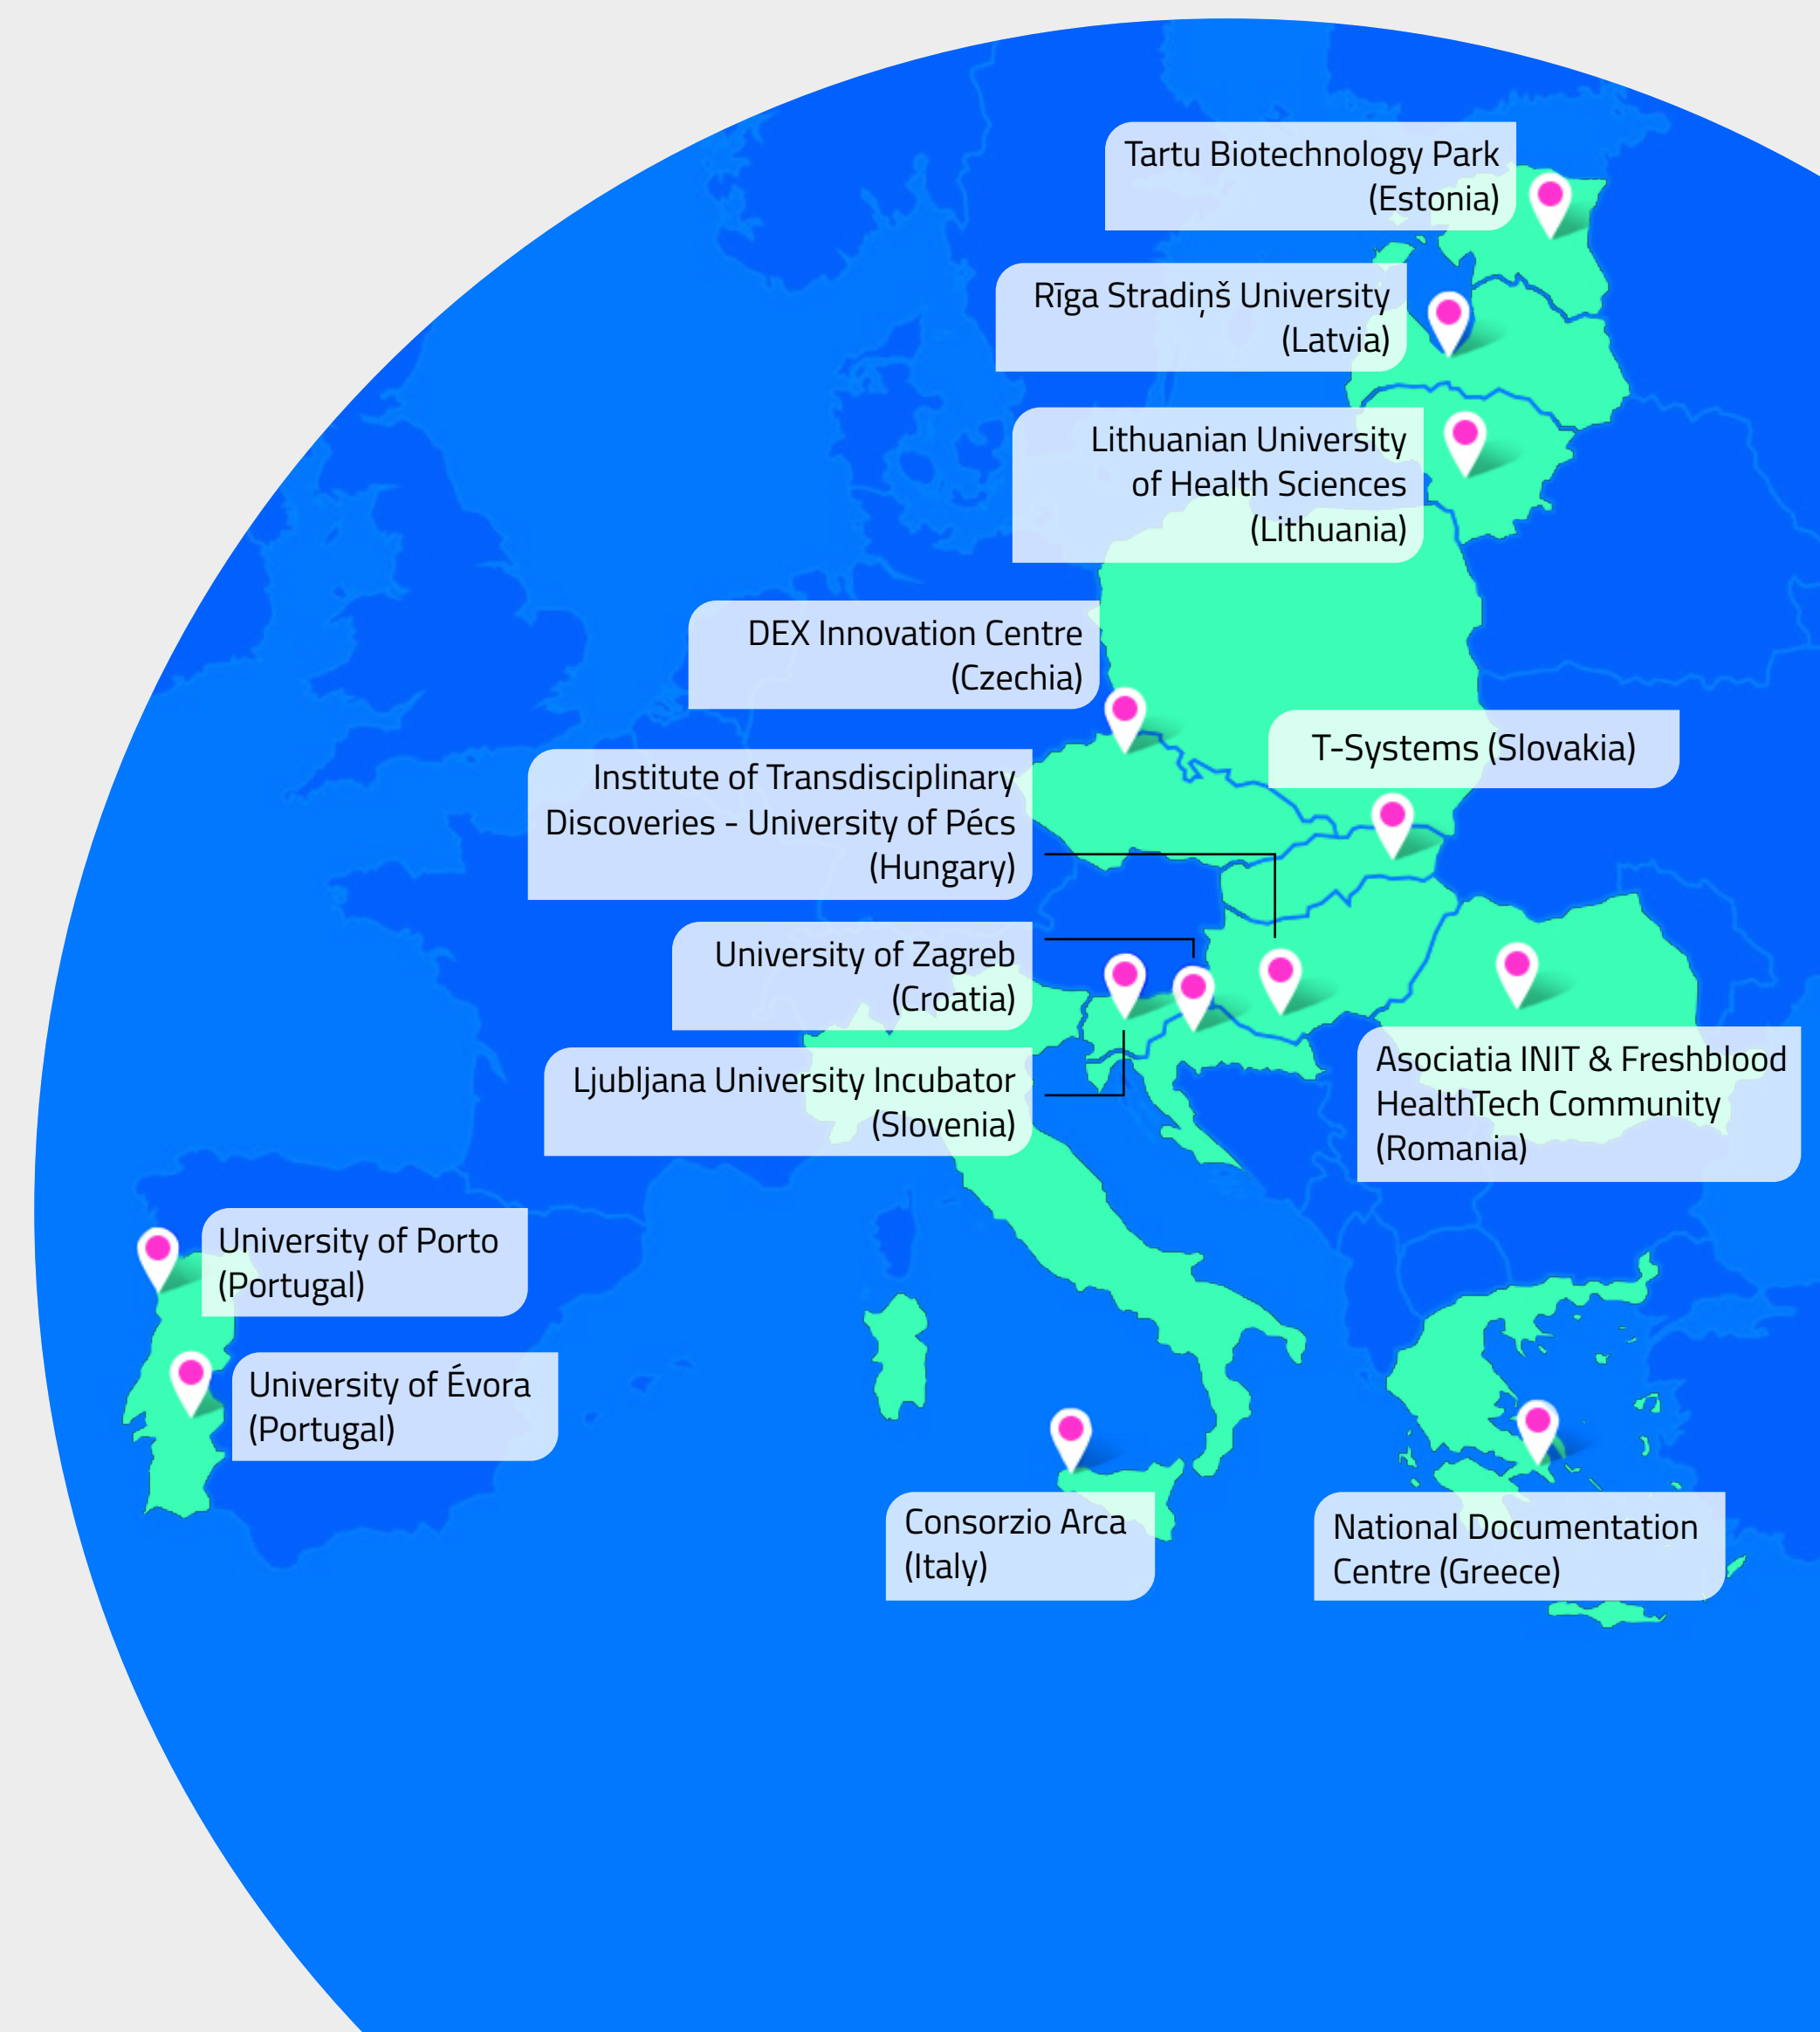 Tartu Biotechnology Park
(Estonia)
Rīga Stradiņš University
(Latvia)
Lithuanian University
of Health Sciences
(Lithuania)
DEX Innovation Centre
(Czechia)
T-Systems (Slovakia)
Institute of Transdisciplinary
Discoveries - University of Pécs
(Hungary)
University of Zagreb
(Croatia)
Ljubljana University Incubator
(Slovenia)
Asociatia INIT & Freshblood
HealthTech Community
(Romania)
University of Porto
(Portugal)
University of Évora
(Portugal)
Consorzio Arca
(Italy)
National Documentation
Centre (Greece)